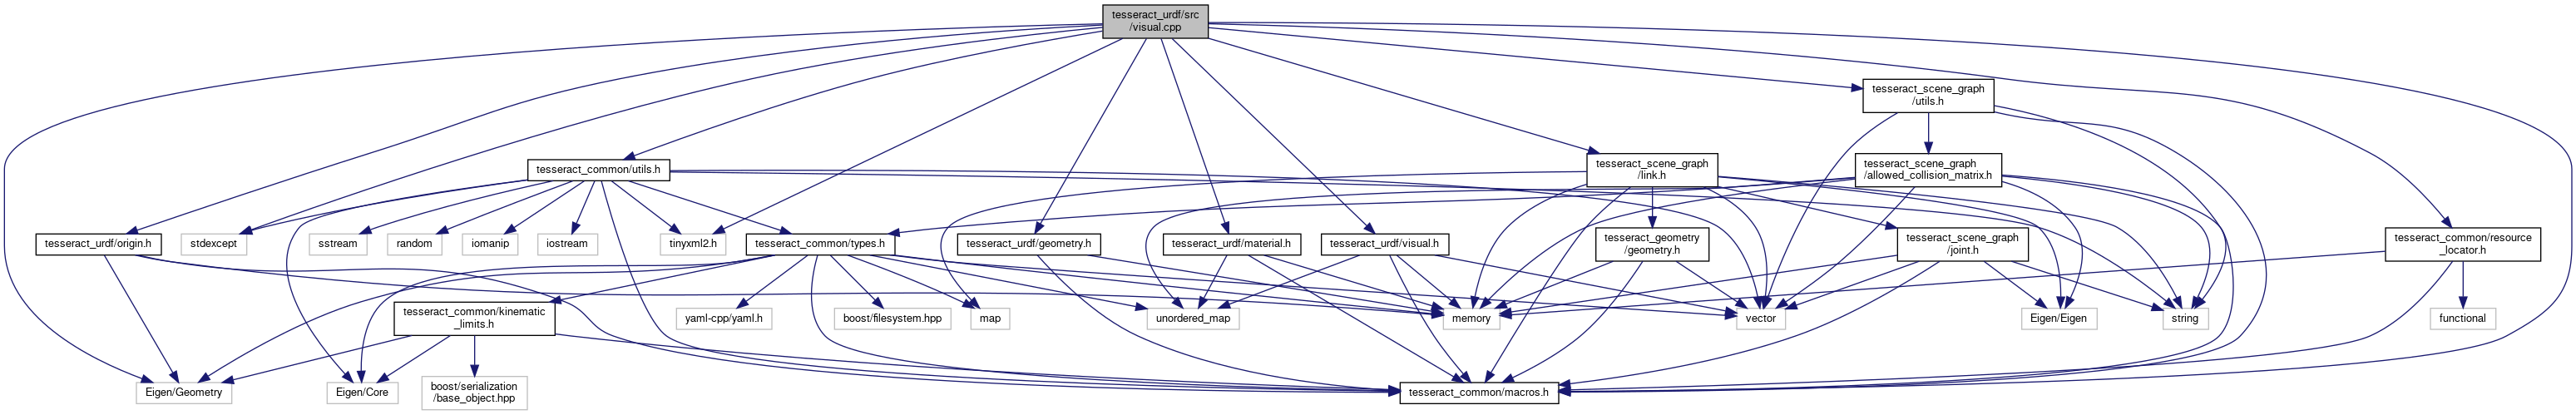 tesseract_urdf/src
/visual.cpp
tesseract_scene_graph
/utils.h
tesseract_common/utils.h
tesseract_scene_graph
/link.h
tesseract_scene_graph
/allowed_collision_matrix.h
tesseract_urdf/origin.h
stdexcept
sstream
random
iomanip
iostream
tinyxml2.h
tesseract_common/types.h
tesseract_urdf/geometry.h
tesseract_urdf/material.h
tesseract_urdf/visual.h
tesseract_geometry
/geometry.h
tesseract_scene_graph
/joint.h
tesseract_common/resource
_locator.h
tesseract_common/kinematic
_limits.h
yaml-cpp/yaml.h
boost/filesystem.hpp
map
unordered_map
memory
vector
Eigen/Eigen
string
functional
Eigen/Geometry
Eigen/Core
boost/serialization
/base_object.hpp
tesseract_common/macros.h